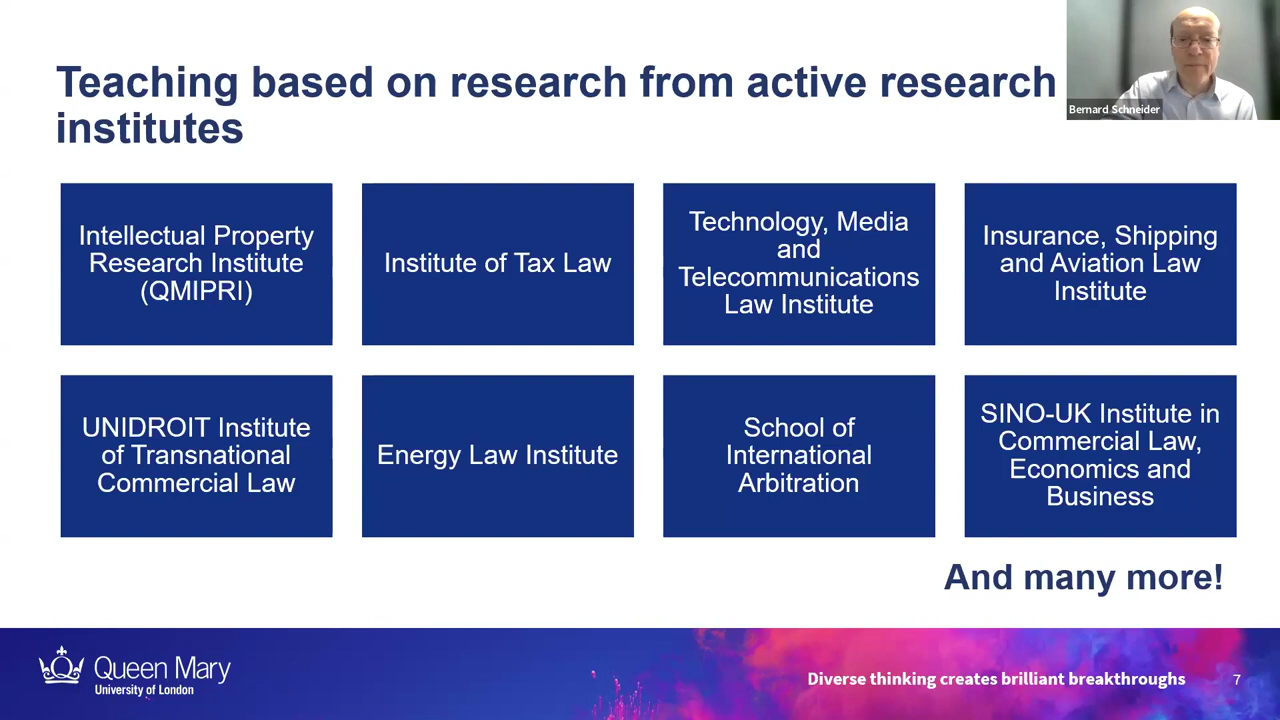 Teaching based on research from active research
institutes
Bernard Schneider
Intellectual Property
Research Institute
(QMIPRI)
Institute of Tax Law
Technology, Media
and
Telecommunications
Law Institute
Insurance, Shipping
and Aviation Law
Institute
UNIDROIT Institute
of Transnational
Commercial Law
Energy Law Institute
School of
International
Arbitration
SINO-UK Institute in
Commercial Law,
Economics and
Business
And many more!
Queen Mary
University of London
Diverse thinking creates brilliant breakthroughs
7